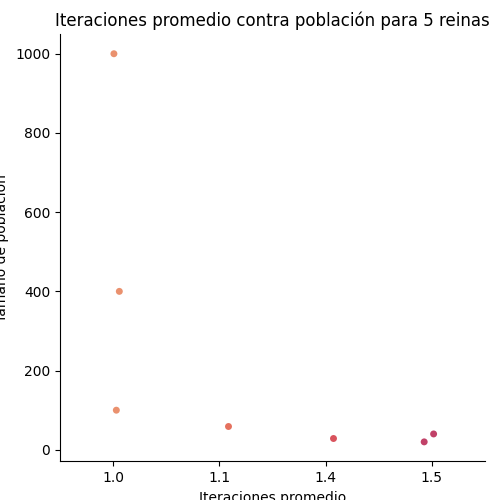 Iteraciones promedio contra población para 5 reinas
1000
800
600
400
200
0
Tamaño de población
1.0 1.1 1.4 1.5
Iteraciones promedio